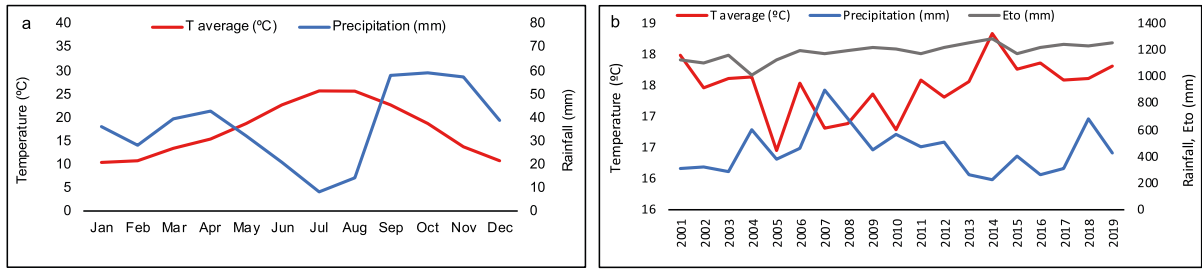 a
T average (ºC)
Precipitation (mm)
Temperature (ºC)
40
35
30
25
20
15
10
5
0
80
70
60
50
40
30
20
10
0
Rainfall (mm)
Jan Feb Mar Apr May Jun Jul Aug Sep Oct Nov Dec
b
T average (ºC)
Precipitation (mm)
Eto (mm)
Temperature (ºC)
19
18
18
17
17
16
16
1400
1200
1000
800
600
400
200
0
Rainfall, Eto (mm)
2001 2002 2003 2004 2005 2006 2007 2008 2009 2010 2011 2012 2013 2014 2015 2016 2017 2018 2019